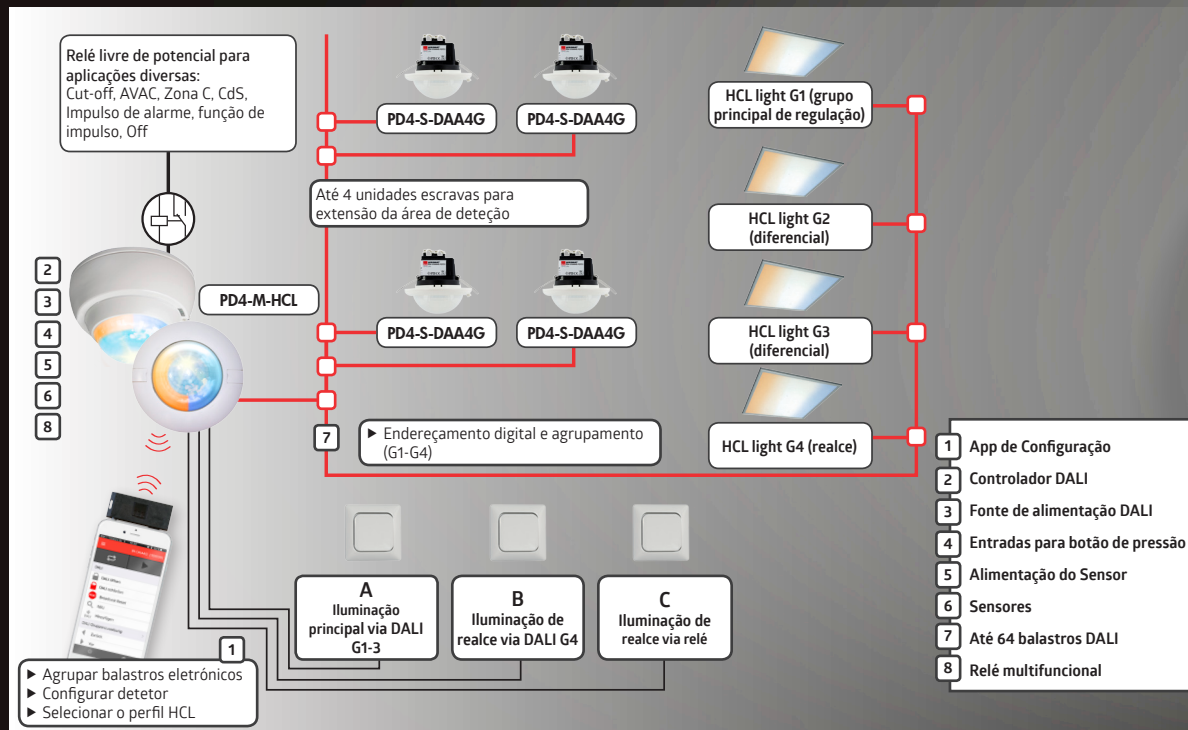 Relé livre de potencial para
aplicações diversas:
Cut-off, AVAC, Zona C, CdS,
Impulso de alarme, função de
impulso, Off
PD4-S-DAA4G
PD4-S-DAA4G
Até 4 unidades escravas para
extensão da área de deteção
PD4-S-DAA4G
PD4-S-DAA4G
HCL light G1 (grupo
principal de regulação)
HCL light G2
(diferencial)
HCL light G3
(diferencial)
HCL light G4 (realce)
2
3
4
5
6
8
PD4-M-HCL
7
▶ Endereçamento digital e agrupamento
(G1-G4)
A
Iluminação
principal via DALI
G1-3
B
Iluminação de
realce via DALI G4
C
Iluminação de
realce via relé
1
▶ Agrupar balastros eletrónicos
▶ Configurar detetor
▶ Selecionar o perfil HCL
1 App de Configuração
2 Controlador DALI
3 Fonte de alimentação DALI
4 Entradas para botão de pressão
5 Alimentação do Sensor
6 Sensores
7 Até 64 balastros DALI
8 Relé multifuncional